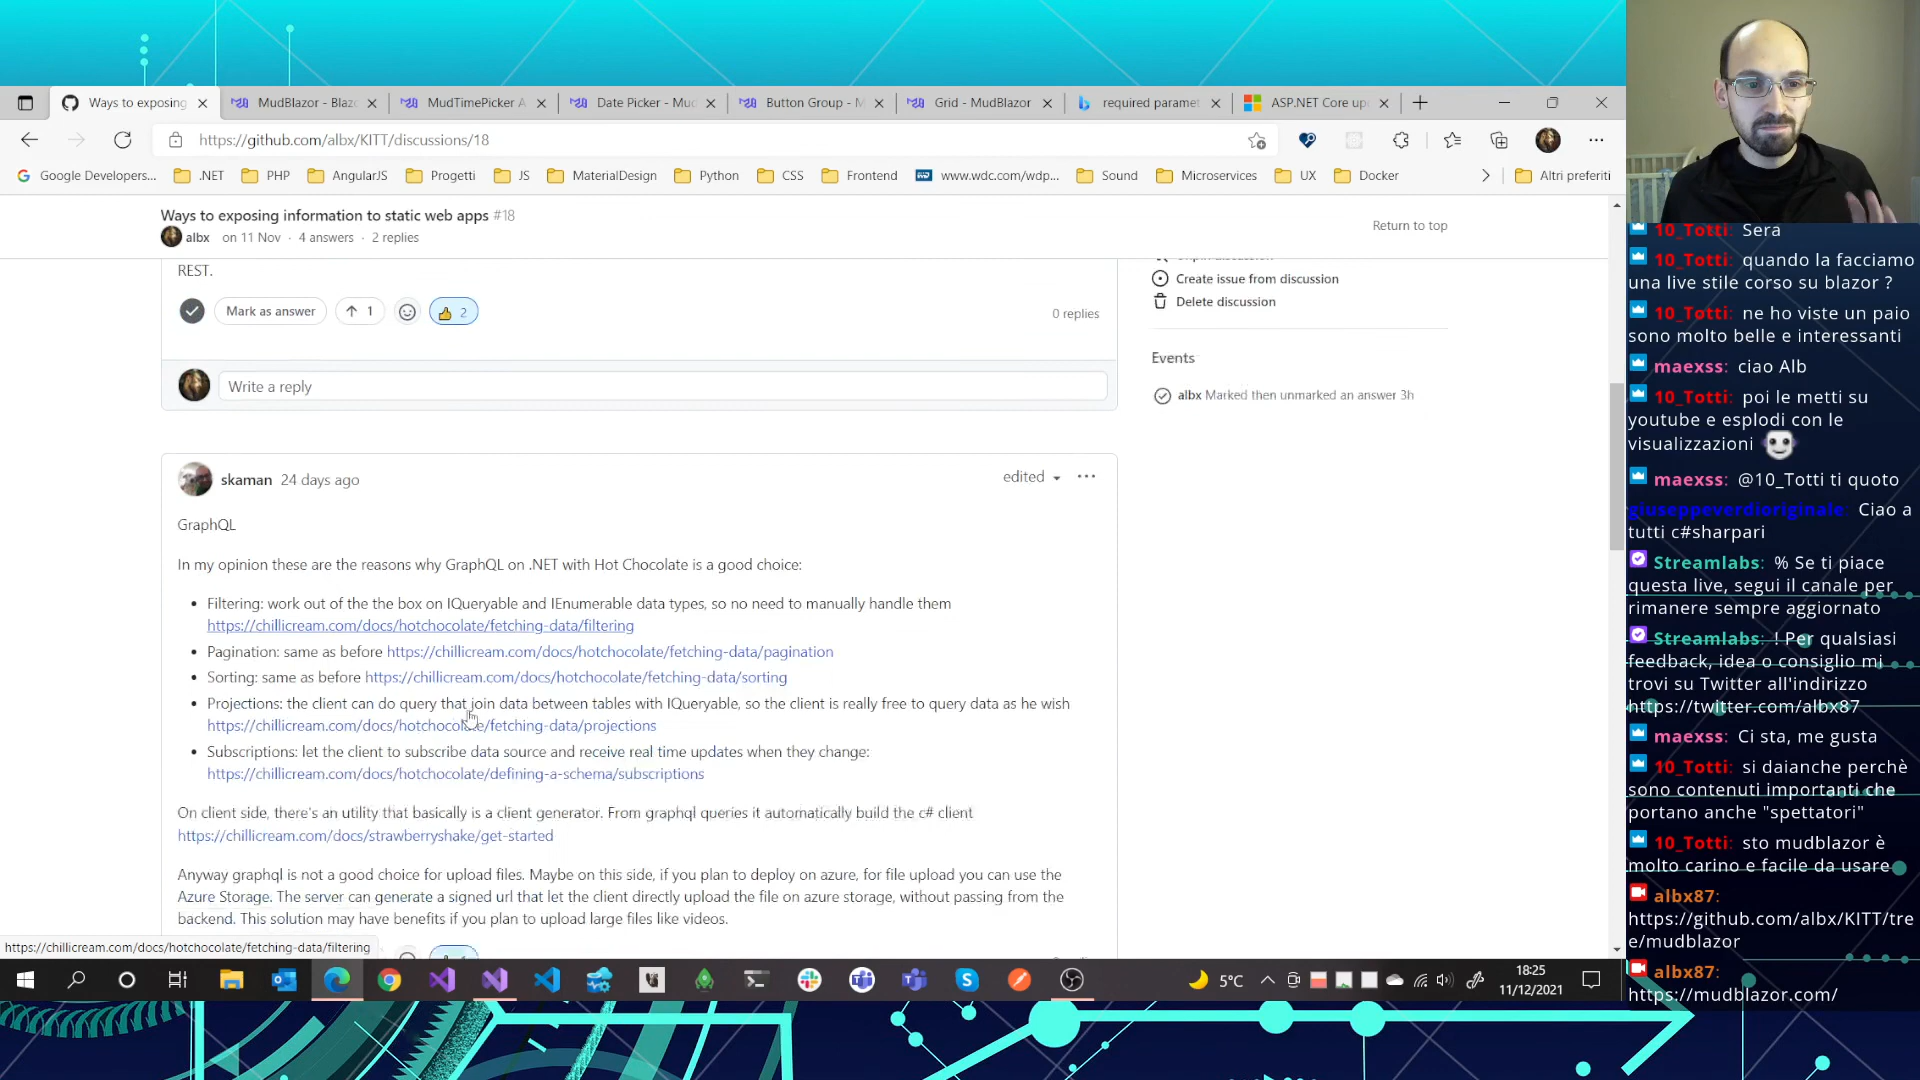 Ways to exposing
MudBlazor - Blaz
MudTimePicker A
Date Picker - Mud
Button Group - M
Grid - MudBlazor
required paramet
ASP.NET Core up
https://github.com/albx/KITT/discussions/18
Google Developers...
.NET
PHP
AngularJS
Progetti
JS
MaterialDesign
Python
CSS
Frontend
www.wdc.com/wdp...
Sound
Microservices
UX
Docker
Altri preferiti
Ways to exposing information to static web apps #18
albx on 11 Nov · 4 answers · 2 replies
Return to top
REST.
Mark as answer
1
2
0 replies
Write a reply
Create issue from discussion
Delete discussion
Events
albx Marked then unmarked an answer 3h
skaman 24 days ago
edited
GraphQL
In my opinion these are the reasons why GraphQL on .NET with Hot Chocolate is a good choice:
Filtering: work out of the the box on IQueryable and IEnumerable data types, so no need to manually handle them
https://chillicream.com/docs/hotchocolate/fetching-data/filtering
Pagination: same as before https://chillicream.com/docs/hotchocolate/fetching-data/pagination
Sorting: same as before https://chillicream.com/docs/hotchocolate/fetching-data/sorting
Projections: the client can do query that join data between tables with IQueryable, so the client is really free to query data as he wish
https://chillicream.com/docs/hotchocolate/fetching-data/projections
Subscriptions: let the client to subscribe data source and receive real time updates when they change:
https://chillicream.com/docs/hotchocolate/defining-a-schema/subscriptions
On client side, there's an utility that basically is a client generator. From graphql queries it automatically build the c# client
https://chillicream.com/docs/strawberryshake/get-started
Anyway graphql is not a good choice for upload files. Maybe on this side, if you plan to deploy on azure, for file upload you can use the
Azure Storage. The server can generate a signed url that let the client directly upload the file on azure storage, without passing from the
backend. This solution may have benefits if you plan to upload large files like videos.
https://chillicream.com/docs/hotchocolate/fetching-data/filtering
5°C
18:25
11/12/2021
10_Totti: Sera
10_Totti: quando la facciamo
una live stile corso su blazor ?
10_Totti: ne ho viste un paio
sono molto belle e interessanti
maexss: ciao Alb
10_Totti: poi le metti su
youtube e esplodi con le
visualizzazioni
maexss: @10_Totti ti quoto
giuseppeverdioriginale: Ciao a
tutti c#sharpari
Streamlabs: % Se ti piace
questa live, segui il canale per
rimanere sempre aggiornato
Streamlabs: ! Per qualsiasi
feedback, idea o consiglio mi
trovi su Twitter all'indirizzo
https://twitter.com/albx87
maexss: Ci sta, me gusta
10_Totti: si daianche perchè
sono contenuti importanti che
portano anche "spettatori"
10_Totti: sto mudblazor è
molto carino e facile da usare
albx87:
https://github.com/albx/KITT/tre
e/mudblazor
albx87:
https://mudblazor.com/